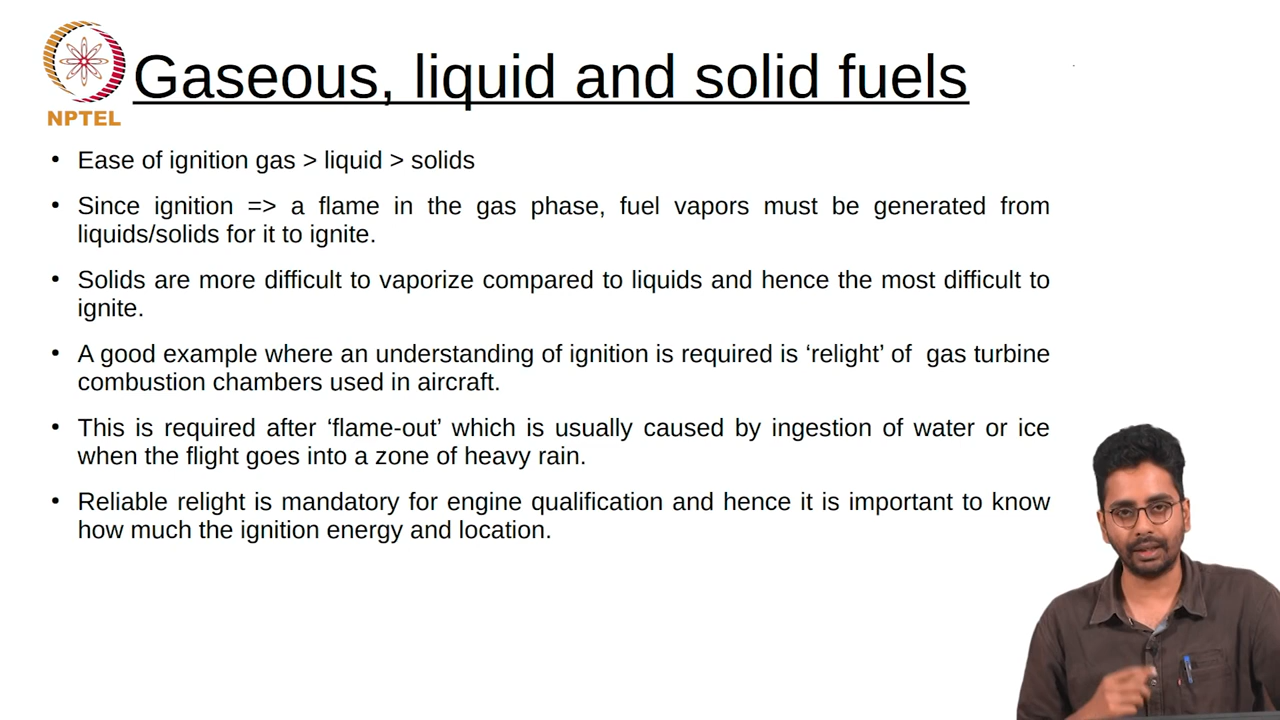 Gaseous, liquid and solid fuels
NPTEL
• Ease of ignition gas > liquid > solids
• Since ignition => a flame in the gas phase, fuel vapors must be generated from
liquids/solids for it to ignite.
• Solids are more difficult to vaporize compared to liquids and hence the most difficult to
ignite.
• A good example where an understanding of ignition is required is ‘relight’ of  gas turbine
combustion chambers used in aircraft.
• This is required after ‘flame-out’ which is usually caused by ingestion of water or ice
when the flight goes into a zone of heavy rain.
• Reliable relight is mandatory for engine qualification and hence it is important to know
how much the ignition energy and location.